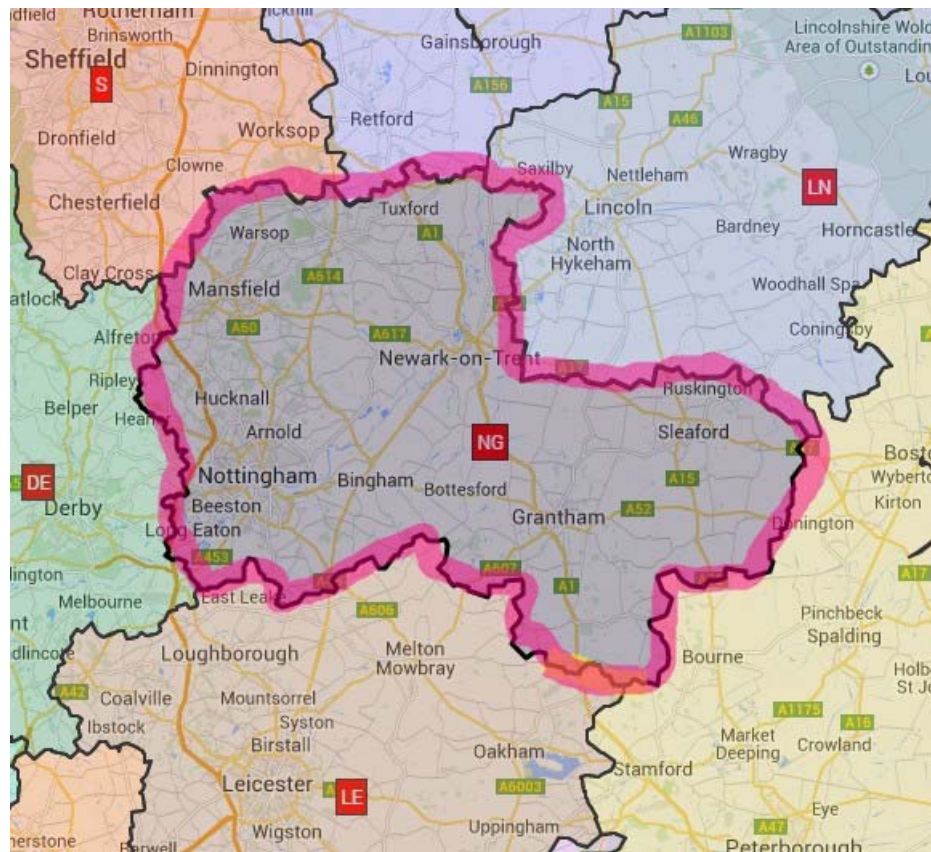 Rotherham
Brinsworth
Sheffield
S
Dinnington
Dronfield
Worksop
Clowne
Chesterfield
Clay Cross
Gainsborough
A156
Retford
A1103
Lincolnshire Wold
Area of Outstandin
Lou
A15
A46
Wragby
Saxilby
Nettleham
LN
Lincoln
Bardney
Horncastle
North
Hykeham
Woodhall Spa
Coningsby
Tuxford
Warsop
A1
A614
Mansfield
atlock
Alfreton
A60
A617
Newark-on-Trent
Ripley
Belper
Hucknall
Ruskington
Arnold
NG
Sleaford
DE
Derby
Nottingham
Bingham
Bottesford
A15
Beeston
Grantham
A52
Long Eaton
A453
Donington
Kirton
A607
A1
A17
East Leake
Melbourne
A606
lington
Pinchbeck
Spalding
Loughborough
Melton
Mowbray
Bourne
A42
Coalville
Mountsorrel
Ibstock
Syston
Birstall
A1175
A16
Market
Deeping
Crowland
Oakham
Stamford
Leicester
LE
A6003
Uppingham
Wigston
Eye
A47
Peterborough